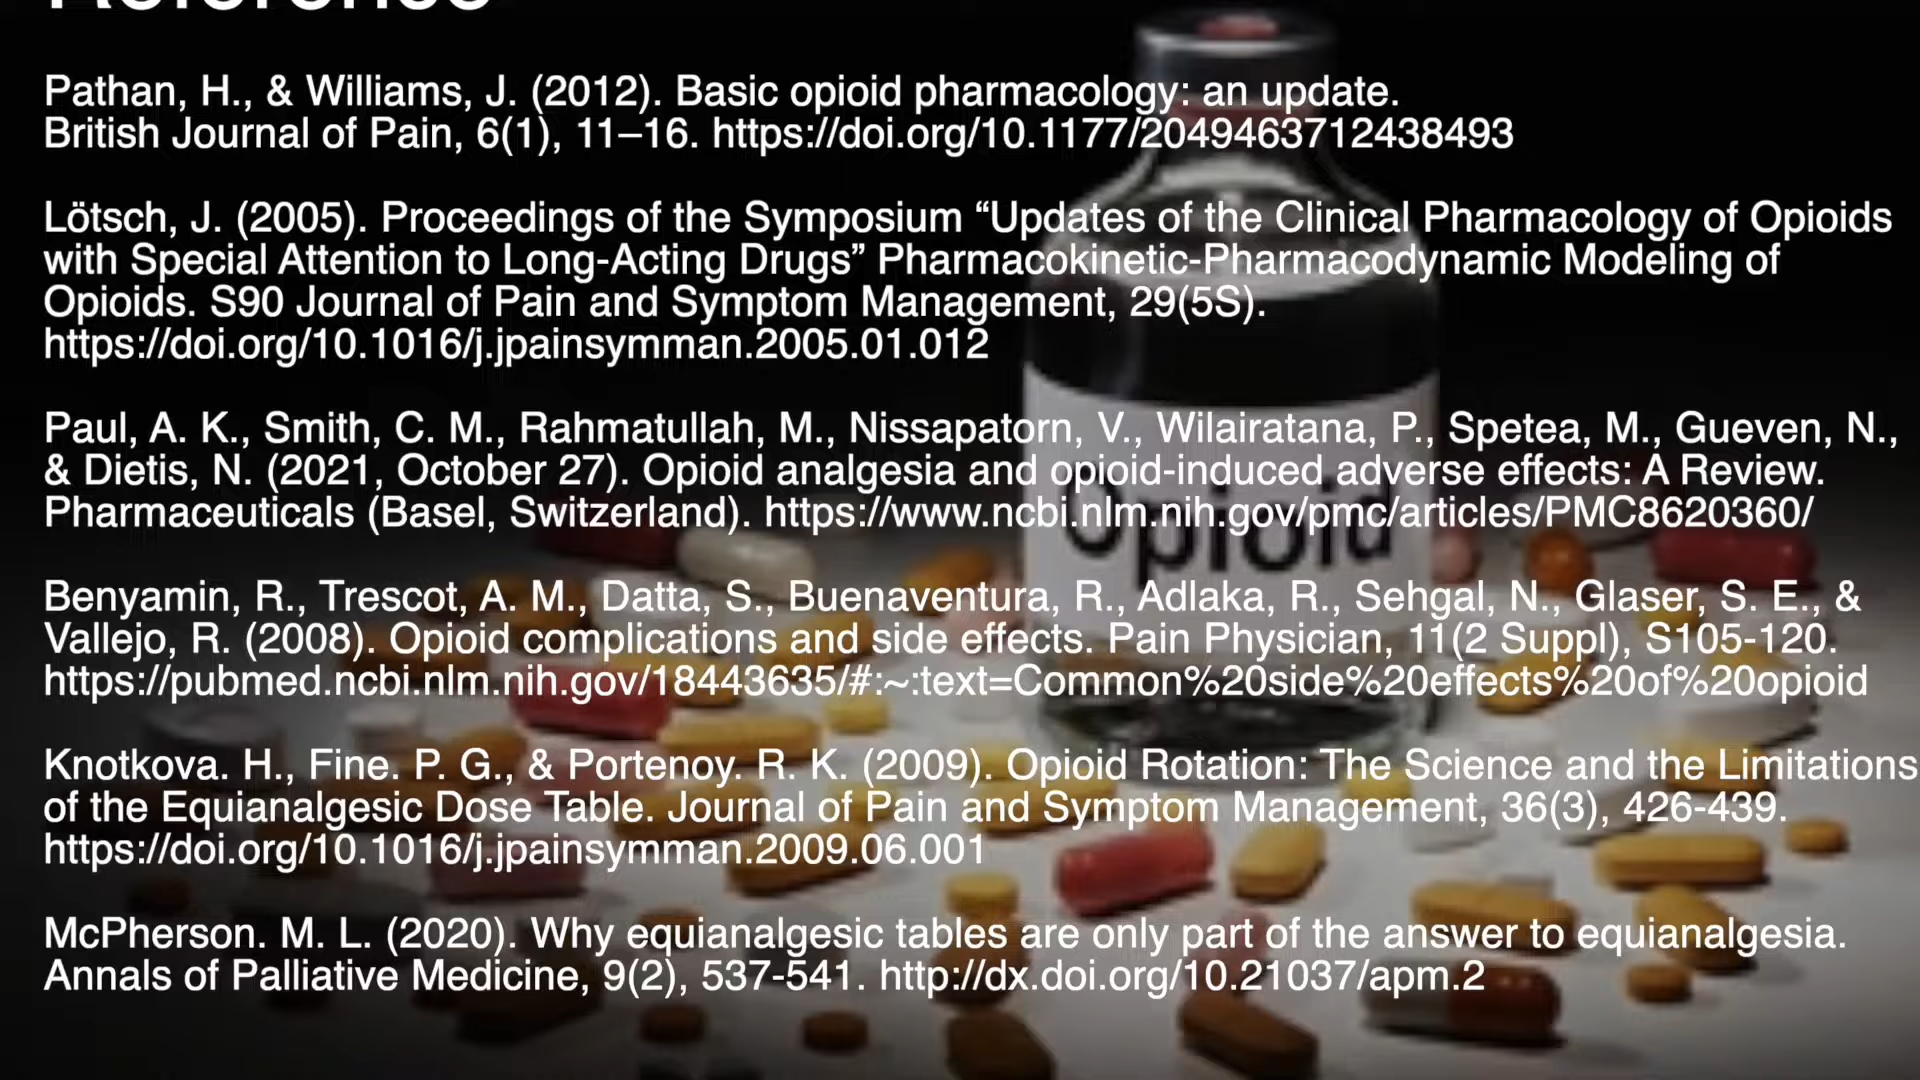 Reference
Pathan, H., & Williams, J. (2012). Basic opioid pharmacology: an update.
British Journal of Pain, 6(1), 11–16. https://doi.org/10.1177/2049463712438493
Lötsch, J. (2005). Proceedings of the Symposium “Updates of the Clinical Pharmacology of Opioids
with Special Attention to Long-Acting Drugs” Pharmacokinetic-Pharmacodynamic Modeling of
Opioids. S90 Journal of Pain and Symptom Management, 29(5S).
https://doi.org/10.1016/j.jpainsymman.2005.01.012
Paul, A. K., Smith, C. M., Rahmatullah, M., Nissapatorn, V., Wilairatana, P., Spetea, M., Gueven, N.,
& Dietis, N. (2021, October 27). Opioid analgesia and opioid-induced adverse effects: A Review.
Pharmaceuticals (Basel, Switzerland). https://www.ncbi.nlm.nih.gov/pmc/articles/PMC8620360/
Opioid
Benyamin, R., Trescot, A. M., Datta, S., Buenaventura, R., Adlaka, R., Sehgal, N., Glaser, S. E., &
Vallejo, R. (2008). Opioid complications and side effects. Pain Physician, 11(2 Suppl), S105-120.
https://pubmed.ncbi.nlm.nih.gov/18443635/#:~:text=Common%20side%20effects%20of%20opioid
Knotkova. H., Fine. P. G., & Portenoy. R. K. (2009). Opioid Rotation: The Science and the Limitations
of the Equianalgesic Dose Table. Journal of Pain and Symptom Management, 36(3), 426-439.
https://doi.org/10.1016/j.jpainsymman.2009.06.001
McPherson. M. L. (2020). Why equianalgesic tables are only part of the answer to equianalgesia.
Annals of Palliative Medicine, 9(2), 537-541. http://dx.doi.org/10.21037/apm.2